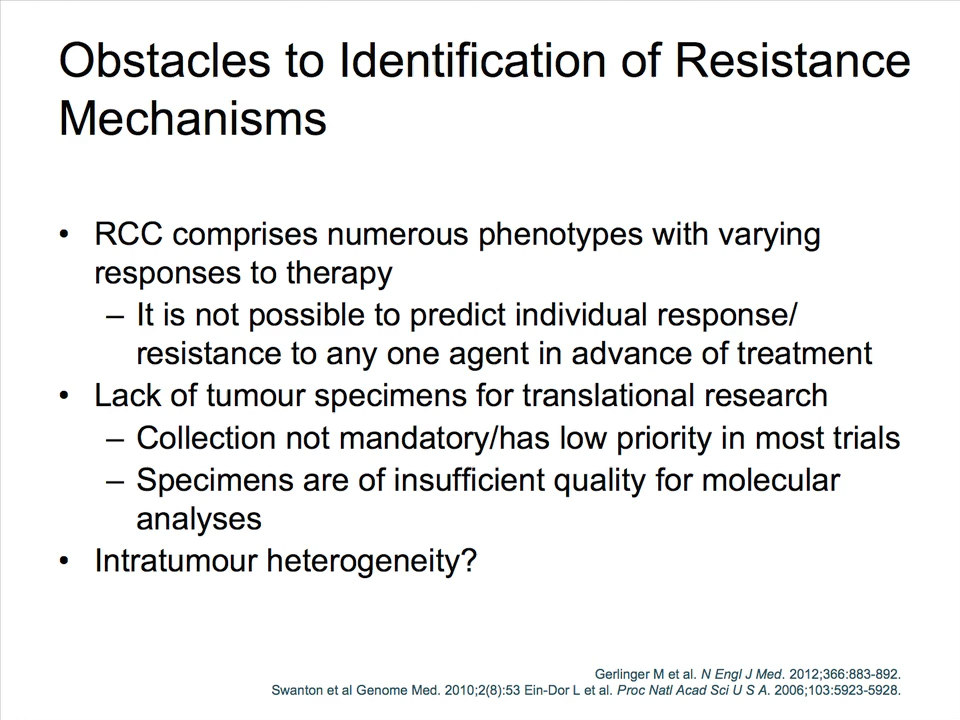 Obstacles to Identification of Resistance
Mechanisms
• RCC comprises numerous phenotypes with varying
responses to therapy
– It is not possible to predict individual response/
resistance to any one agent in advance of treatment
• Lack of tumour specimens for translational research
– Collection not mandatory/has low priority in most trials
– Specimens are of insufficient quality for molecular
analyses
• Intratumour heterogeneity?
Gerlinger M et al. N Engl J Med. 2012;366:883-892.
Swanton et al Genome Med. 2010;2(8):53 Ein-Dor L et al. Proc Natl Acad Sci U S A. 2006;103:5923-5928.